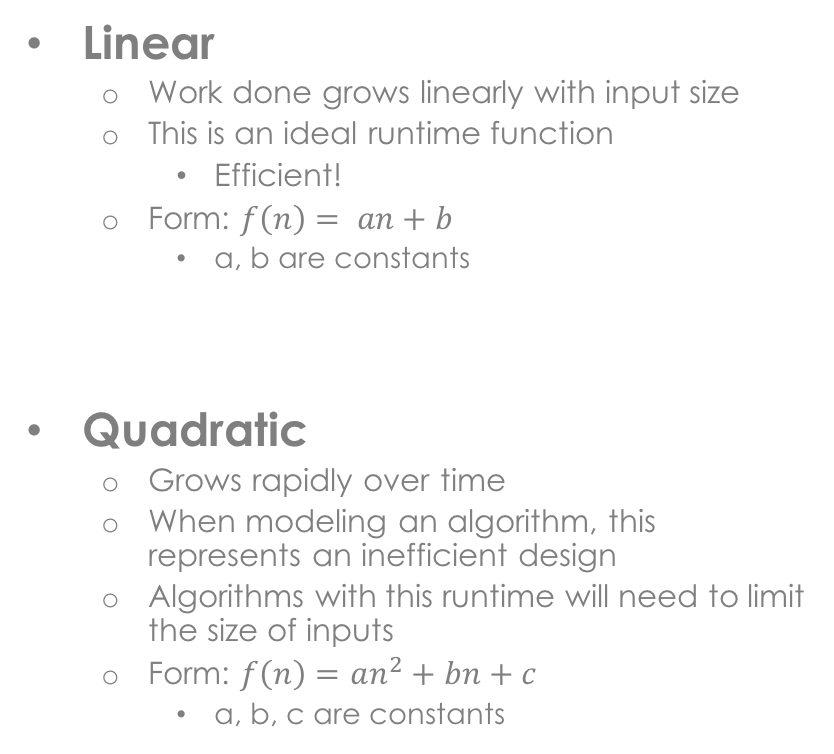 • Linear
o Work done grows linearly with input size
o This is an ideal runtime function
• Efficient!
o Form: f(n) = an + b
• a, b are constants
• Quadratic
o Grows rapidly over time
o When modeling an algorithm, this
represents an inefficient design
o Algorithms with this runtime will need to limit
the size of inputs
o Form: f(n) = an² + bn + c
• a, b, c are constants